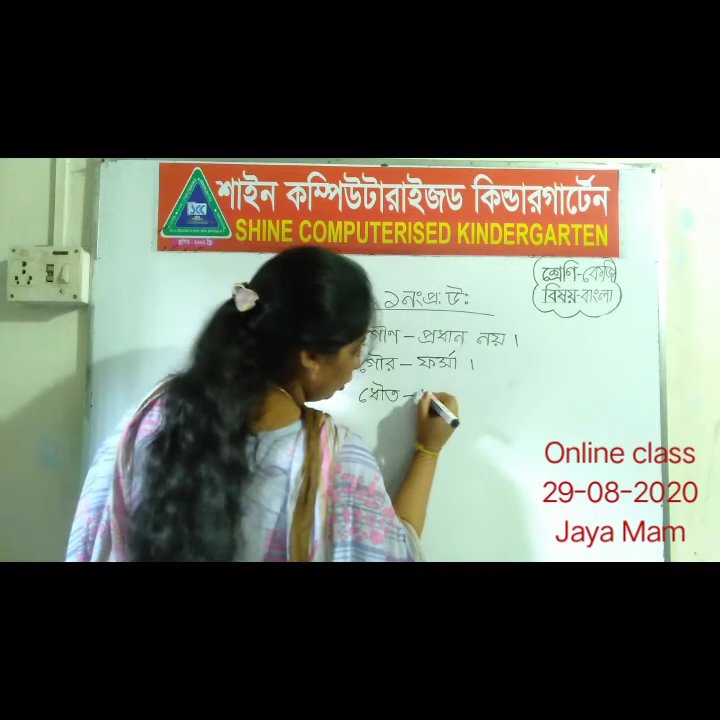 শাইন কম্পিউটারাইজড কিন্ডারগার্টেন
SHINE COMPUTERISED KINDERGARTEN
শ্রেণি-কেজি
বিষয়-বাংলা
১নং প্র: উ:
গৌণ – প্রধান নয়।
গৌর – ফর্সা।
ধৌত –
Online class
29-08-2020
Jaya Mam